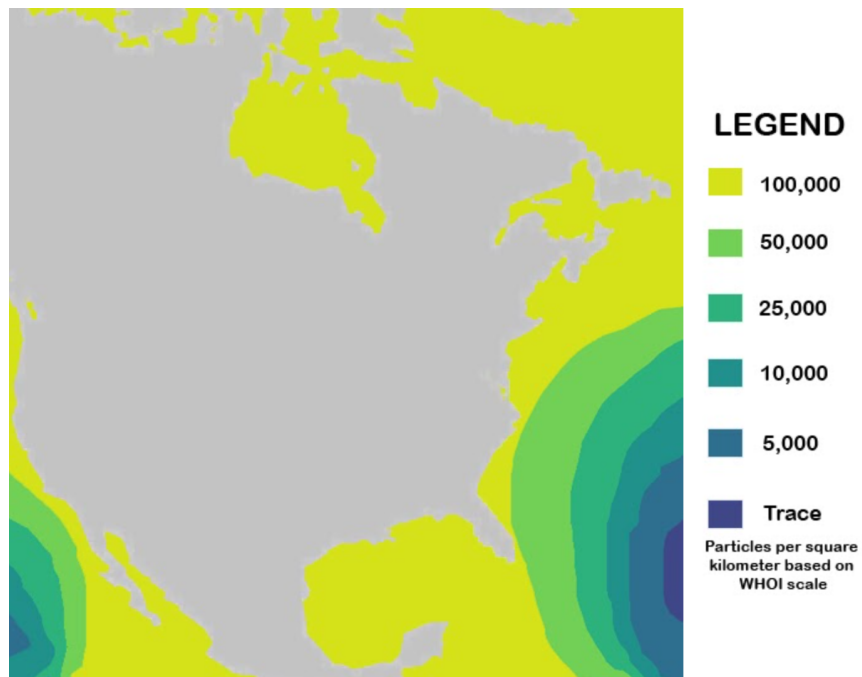 LEGEND
100,000
50,000
25,000
10,000
5,000
Trace
Particles per square
kilometer based on
WHOI scale